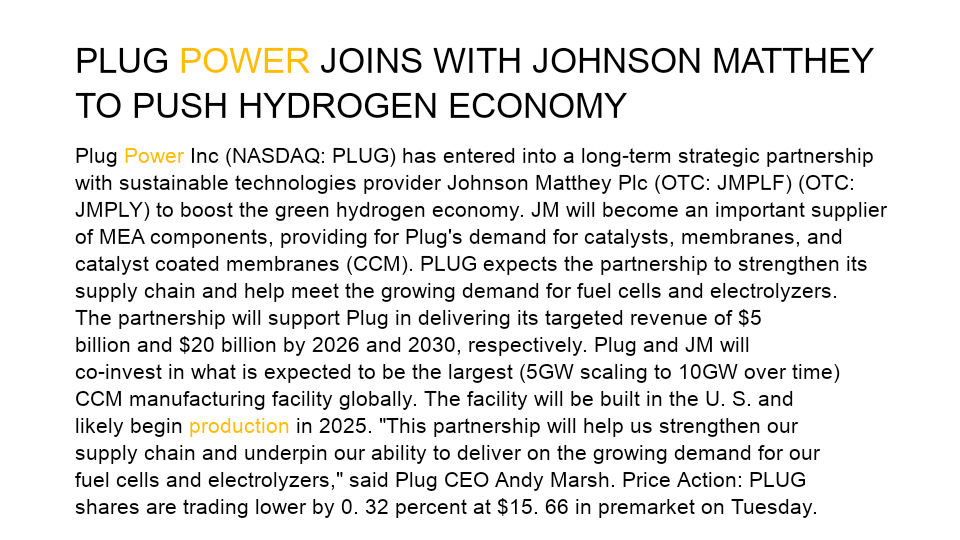 PLUG POWER JOINS WITH JOHNSON MATTHEY
TO PUSH HYDROGEN ECONOMY
Plug Power Inc (NASDAQ: PLUG) has entered into a long-term strategic partnership
with sustainable technologies provider Johnson Matthey Plc (OTC: JMPLF) (OTC:
JMPLY) to boost the green hydrogen economy. JM will become an important supplier
of MEA components, providing for Plug's demand for catalysts, membranes, and
catalyst coated membranes (CCM). PLUG expects the partnership to strengthen its
supply chain and help meet the growing demand for fuel cells and electrolyzers.
The partnership will support Plug in delivering its targeted revenue of $5
billion and $20 billion by 2026 and 2030, respectively. Plug and JM will
co-invest in what is expected to be the largest (5GW scaling to 10GW over time)
CCM manufacturing facility globally. The facility will be built in the U. S. and
likely begin production in 2025. "This partnership will help us strengthen our
supply chain and underpin our ability to deliver on the growing demand for our
fuel cells and electrolyzers," said Plug CEO Andy Marsh. Price Action: PLUG
shares are trading lower by 0. 32 percent at $15. 66 in premarket on Tuesday.